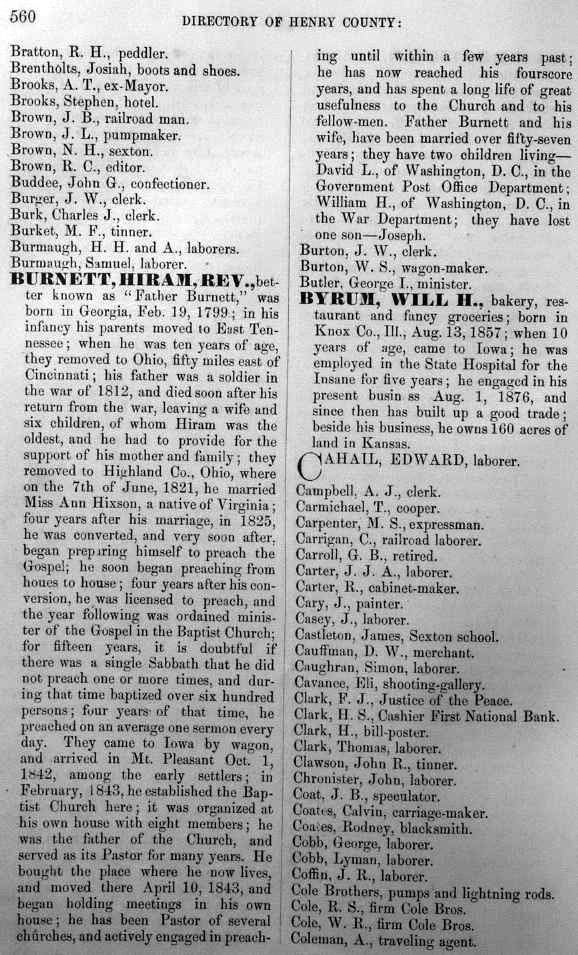 560
DIRECTORY OF HENRY COUNTY:
Bratton, R. H., peddler.
Brentholts, Josiah, boots and shoes.
Brooks, A. T., ex-Mayor.
Brooks, Stephen, hotel.
Brown, J. B., railroad man.
Brown, J. L., pumpmaker.
Brown, N. H., sexton.
Brown, R. C., editor.
Buddee, John G., confectioner.
Burger, J. W., clerk.
Burk, Charles J., clerk.
Burket, M. F., tinner.
Burmaugh, H. H. and A., laborers.
Burmaugh, Samuel, laborer.
BURNETT, HIRAM, REV., bet-
ter known as "Father Burnett," was
born in Georgia, Feb. 19, 1799; in his
infancy his parents moved to East Ten-
nessee; when he was ten years of age,
they removed to Ohio, fifty miles east of
Cincinnati; his father was a soldier in
the war of 1812, and died soon after his
return from the war, leaving a wife and
six children, of whom Hiram was the
oldest, and he had to provide for the
support of his mother and family; they
removed to Highland Co., Ohio, where
on the 7th of June, 1821, he married
Miss Ann Hixson, a native of Virginia;
four years after his marriage, in 1825,
he was converted, and very soon after,
began preparing himself to preach the
Gospel; he soon began preaching from
houes to house; four years after his con-
version, he was licensed to preach, and
the year following was ordained minis-
ter of the Gospel in the Baptist Church;
for fifteen years, it is doubtful if
there was a single Sabbath that he did
not preach one or more times, and dur-
ing that time baptized over six hundred
persons; four years of that time, he
preached on an average one sermon every
day. They came to Iowa by wagon,
and arrived in Mt. Pleasant Oct. 1,
1842, among the early settlers; in
February, 1843, he established the Bap-
tist Church here; it was organized at
his own house with eight members; he
was the father of the Church, and
served as its Pastor for many years. He
bought the place where he now lives,
and moved there April 10, 1843, and
began holding meetings in his own
house; he has been Pastor of several
churches, and actively engaged in preach-
ing until within a few years past;
he has now reached his fourscore
years, and has spent a long life of great
usefulness to the Church and to his
fellow-men. Father Burnett and his
wife, have been married over fifty-seven
years; they have two children living—
David L., of Washington, D. C., in the
Government Post Office Department;
William H., of Washington, D. C., in
the War Department; they have lost
one son—Joseph.
Burton, J. W., clerk.
Burton, W. S., wagon-maker.
Butler, George I., minister.
BYRUM, WILL H., bakery, res-
taurant and fancy groceries; born in
Knox Co., Ill., Aug. 13, 1857; when 10
years of age, came to Iowa; he was
employed in the State Hospital for the
Insane for five years; he engaged in his
present busin ss Aug. 1, 1876, and
since then has built up a good trade;
beside his business, he owns 160 acres of
land in Kansas.
CAHAIL, EDWARD, laborer.
Campbell, A. J., clerk.
Carmichael, T., cooper.
Carpenter, M. S., expressman.
Carrigan, C., railroad laborer.
Carroll, G. B., retired.
Carter, J. J. A., laborer.
Carter, R., cabinet-maker.
Cary, J., painter.
Casey, J., laborer.
Castleton, James, Sexton school.
Cauffman, D. W., merchant.
Caughran, Simon, laborer.
Cavanee, Eli, shooting-gallery.
Clark, F. J., Justice of the Peace.
Clark, H. S., Cashier First National Bank.
Clark, H., bill-poster.
Clark, Thomas, laborer.
Clawson, John R., tinner.
Chronister, John, laborer.
Coat, J. B., speculator.
Coates, Calvin, carriage-maker.
Coates, Rodney, blacksmith.
Cobb, George, laborer.
Cobb, Lyman, laborer.
Coffin, J. R., laborer.
Cole Brothers, pumps and lightning rods.
Cole, R. S., firm Cole Bros.
Cole, W. R., firm Cole Bros.
Coleman, A., traveling agent.